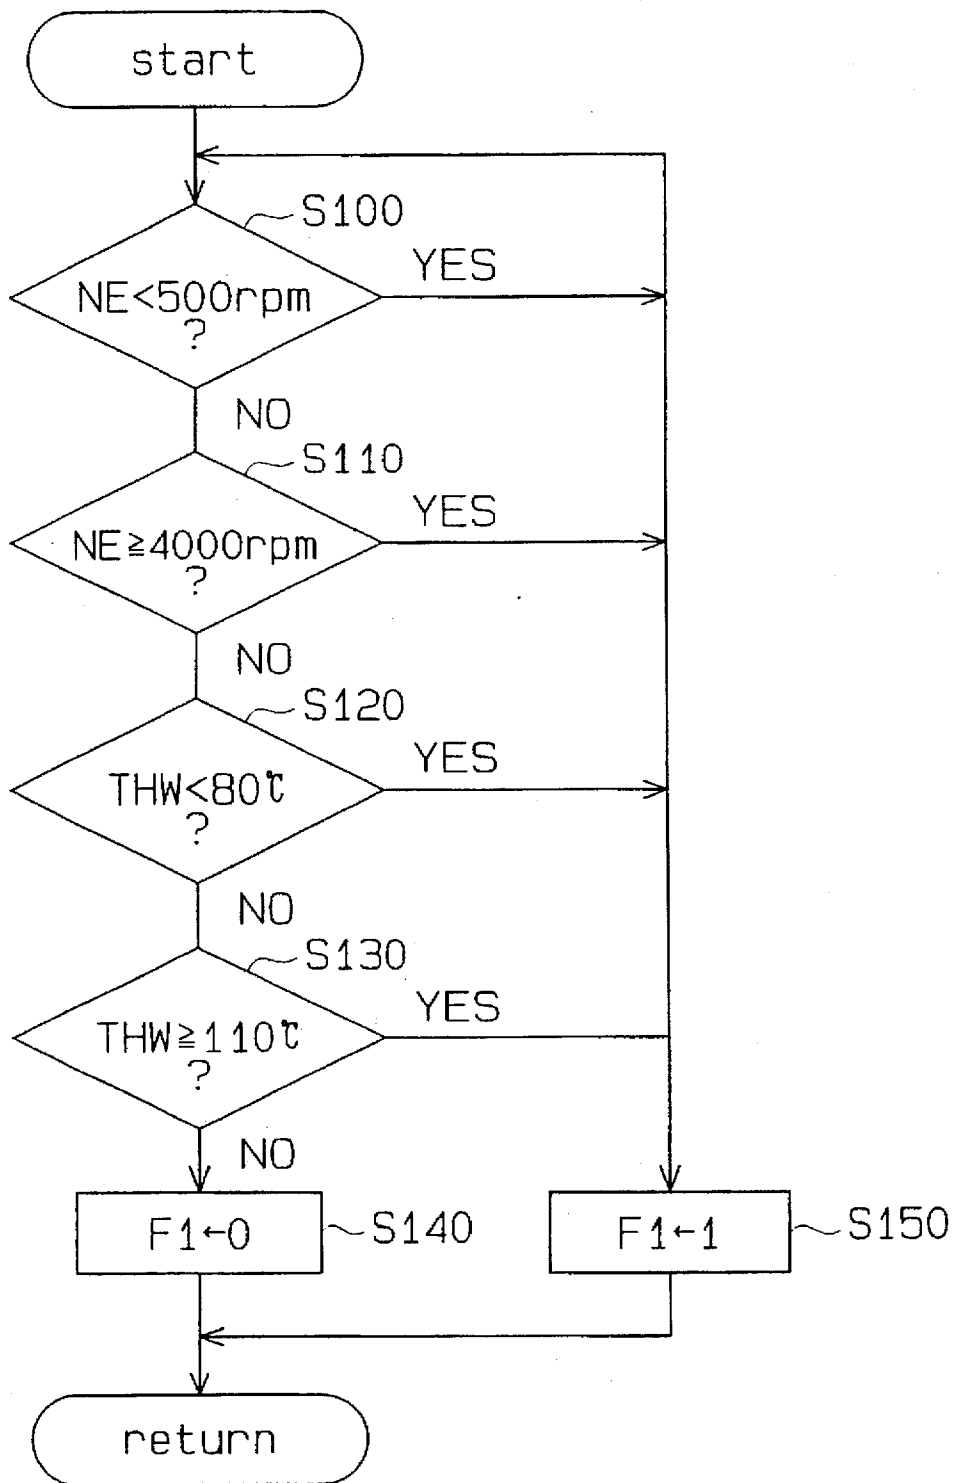 start
S100
YES
NE<500rpm
?
NO
S110
YES
NE≧4000rpm
?
NO
S120
YES
THW<80℃
?
NO
S130
YES
THW≧110℃
?
NO
F1←0
S140
F1←1
S150
return